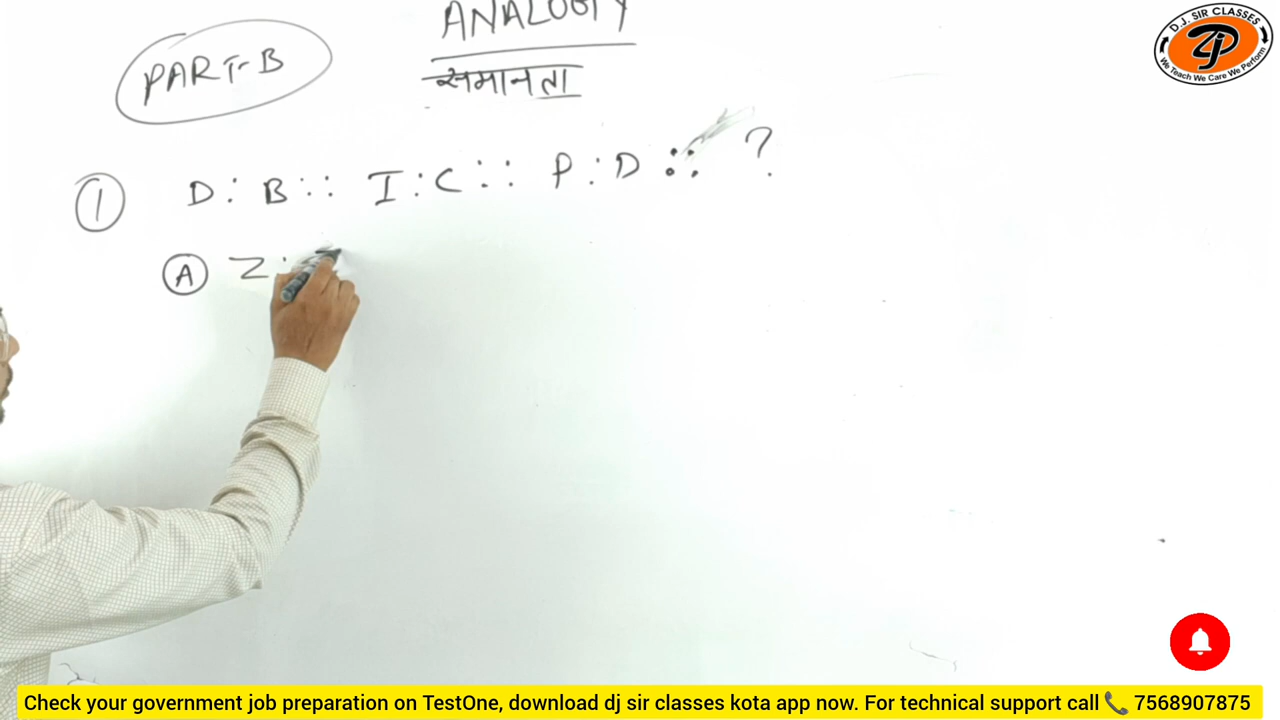 ANALOGY
PART-B
समानता
① D : B :: I : C :: P : D :: ?
Ⓐ Z :
D.J. SIR CLASSES
We Teach We Care We Perform
Check your government job preparation on TestOne, download dj sir classes kota app now. For technical support call 📞 7568907875